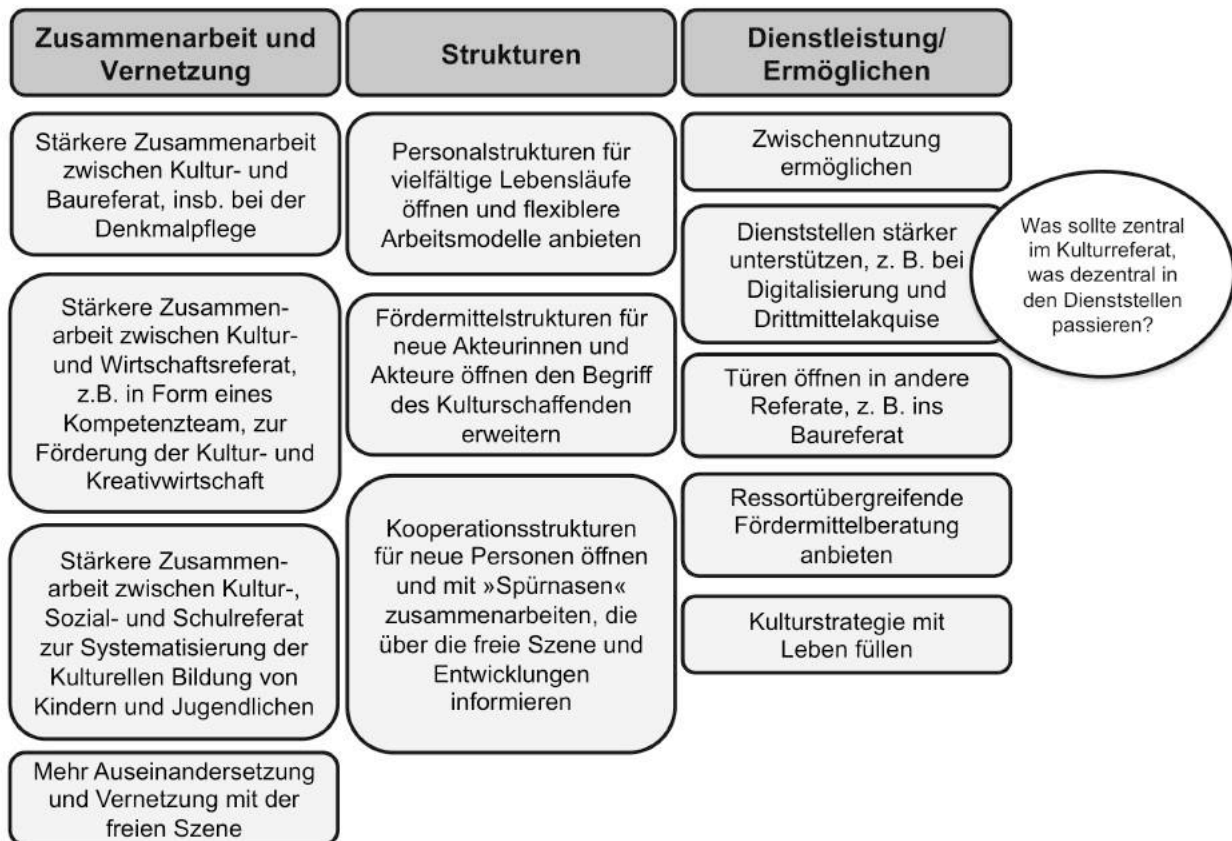 Zusammenarbeit und
Vernetzung
Stärkere Zusammenarbeit
zwischen Kultur- und
Baureferat, insb. bei der
Denkmalpflege
Stärkere Zusammen-
arbeit zwischen Kultur-
und Wirtschaftsreferat,
z.B. in Form eines
Kompetenzteam, zur
Förderung der Kultur- und
Kreativwirtschaft
Stärkere Zusammen-
arbeit zwischen Kultur-,
Sozial- und Schulreferat
zur Systematisierung der
Kulturellen Bildung von
Kindern und Jugendlichen
Mehr Auseinandersetzung
und Vernetzung mit der
freien Szene
Strukturen
Personalstrukturen für
vielfältige Lebensläufe
öffnen und flexiblere
Arbeitsmodelle anbieten
Fördermittelstrukturen für
neue Akteurinnen und
Akteure öffnen den Begriff
des Kulturschaffenden
erweitern
Kooperationsstrukturen
für neue Personen öffnen
und mit »Spürnasen«
zusammenarbeiten, die
über die freie Szene und
Entwicklungen
informieren
Dienstleistung/
Ermöglichen
Zwischennutzung
ermöglichen
Dienststellen stärker
unterstützen, z. B. bei
Digitalisierung und
Drittmittelakquise
Türen öffnen in andere
Referate, z. B. ins
Baureferat
Ressortübergreifende
Fördermittelberatung
anbieten
Kulturstrategie mit
Leben füllen
Was sollte zentral
im Kulturreferat,
was dezentral in
den Dienststellen
passieren?